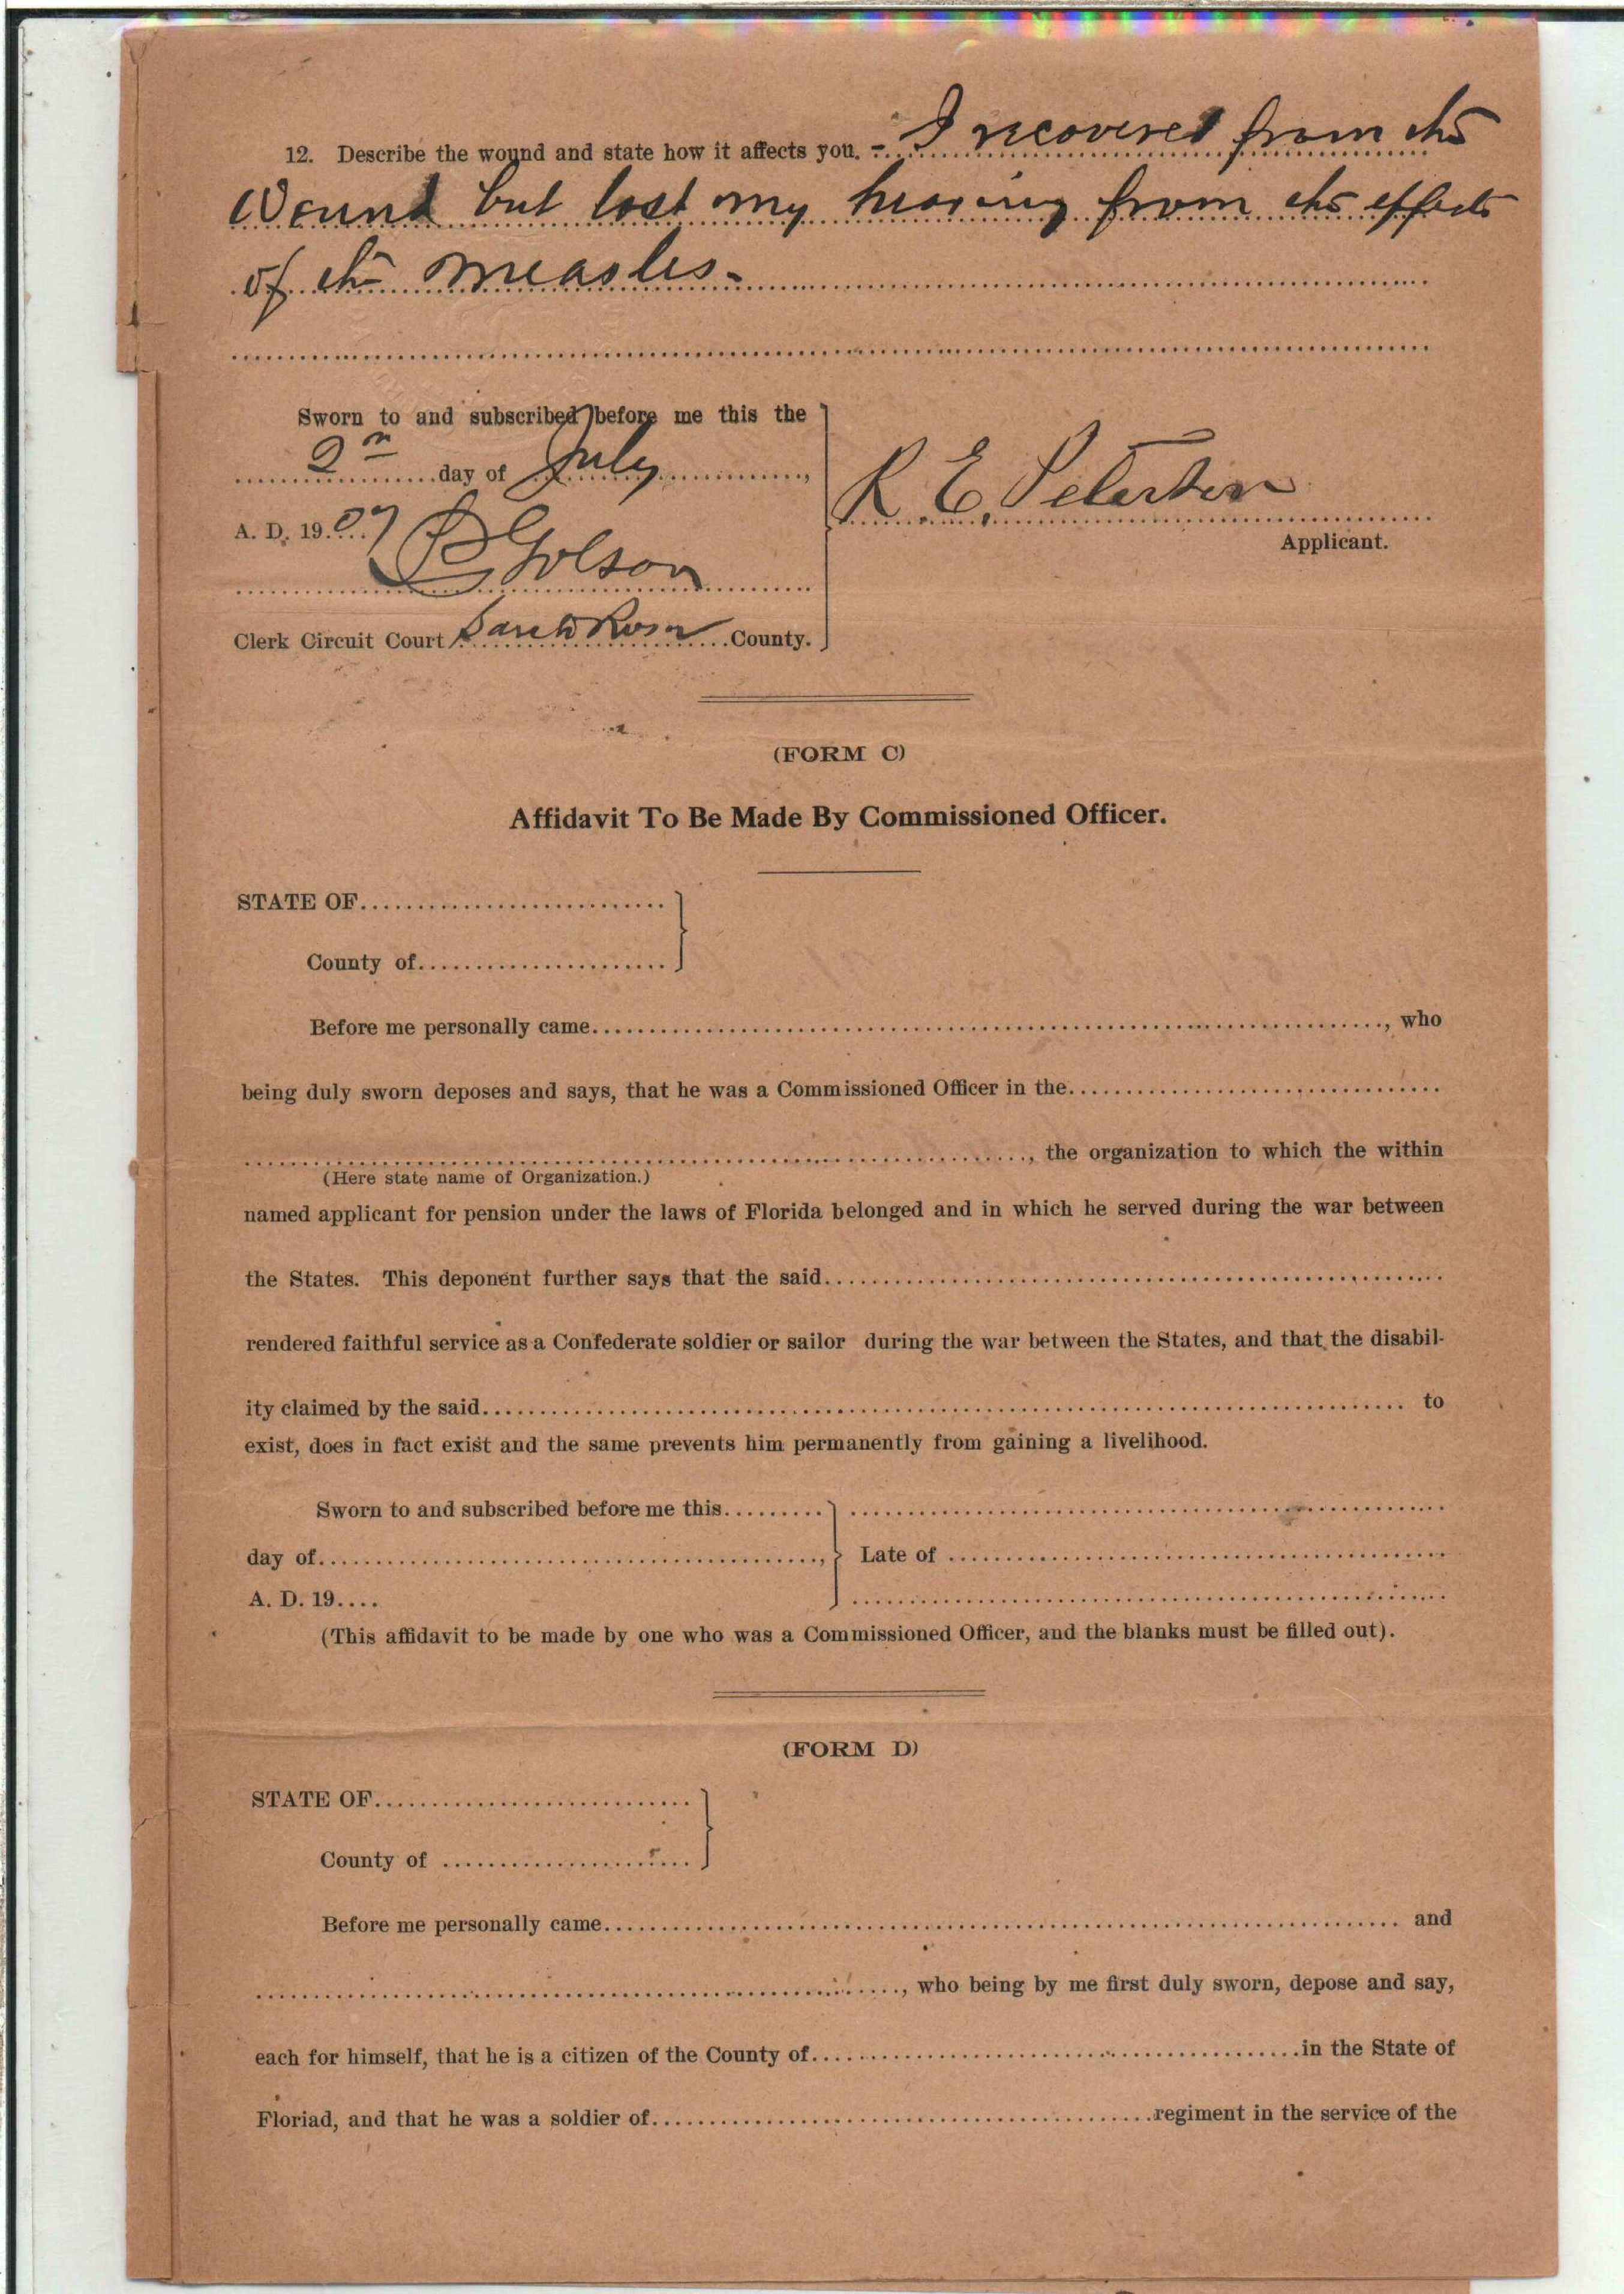 12. Describe the wound and state how it affects you. - I recovered from the
Wound but lost my hearing from the effects
of the measles -
Sworn to and subscribed before me this the
2n day of July,
A. D. 1907
Golson
Clerk Circuit Court Santa Rosa County.
R. E. Peterson
Applicant.
(FORM C)
Affidavit To Be Made By Commissioned Officer.
STATE OF
County of
Before me personally came, who
being duly sworn deposes and says, that he was a Commissioned Officer in the
, the organization to which the within
(Here state name of Organization.)
named applicant for pension under the laws of Florida belonged and in which he served during the war between
the States. This deponent further says that the said
rendered faithful service as a Confederate soldier or sailor during the war between the States, and that the disabil-
ity claimed by the said to
exist, does in fact exist and the same prevents him permanently from gaining a livelihood.
Sworn to and subscribed before me this
day of, Late of
A. D. 19....
(This affidavit to be made by one who was a Commissioned Officer, and the blanks must be filled out).
(FORM D)
STATE OF
County of
Before me personally came and
, who being by me first duly sworn, depose and say,
each for himself, that he is a citizen of the County of in the State of
Floriad, and that he was a soldier of regiment in the service of the